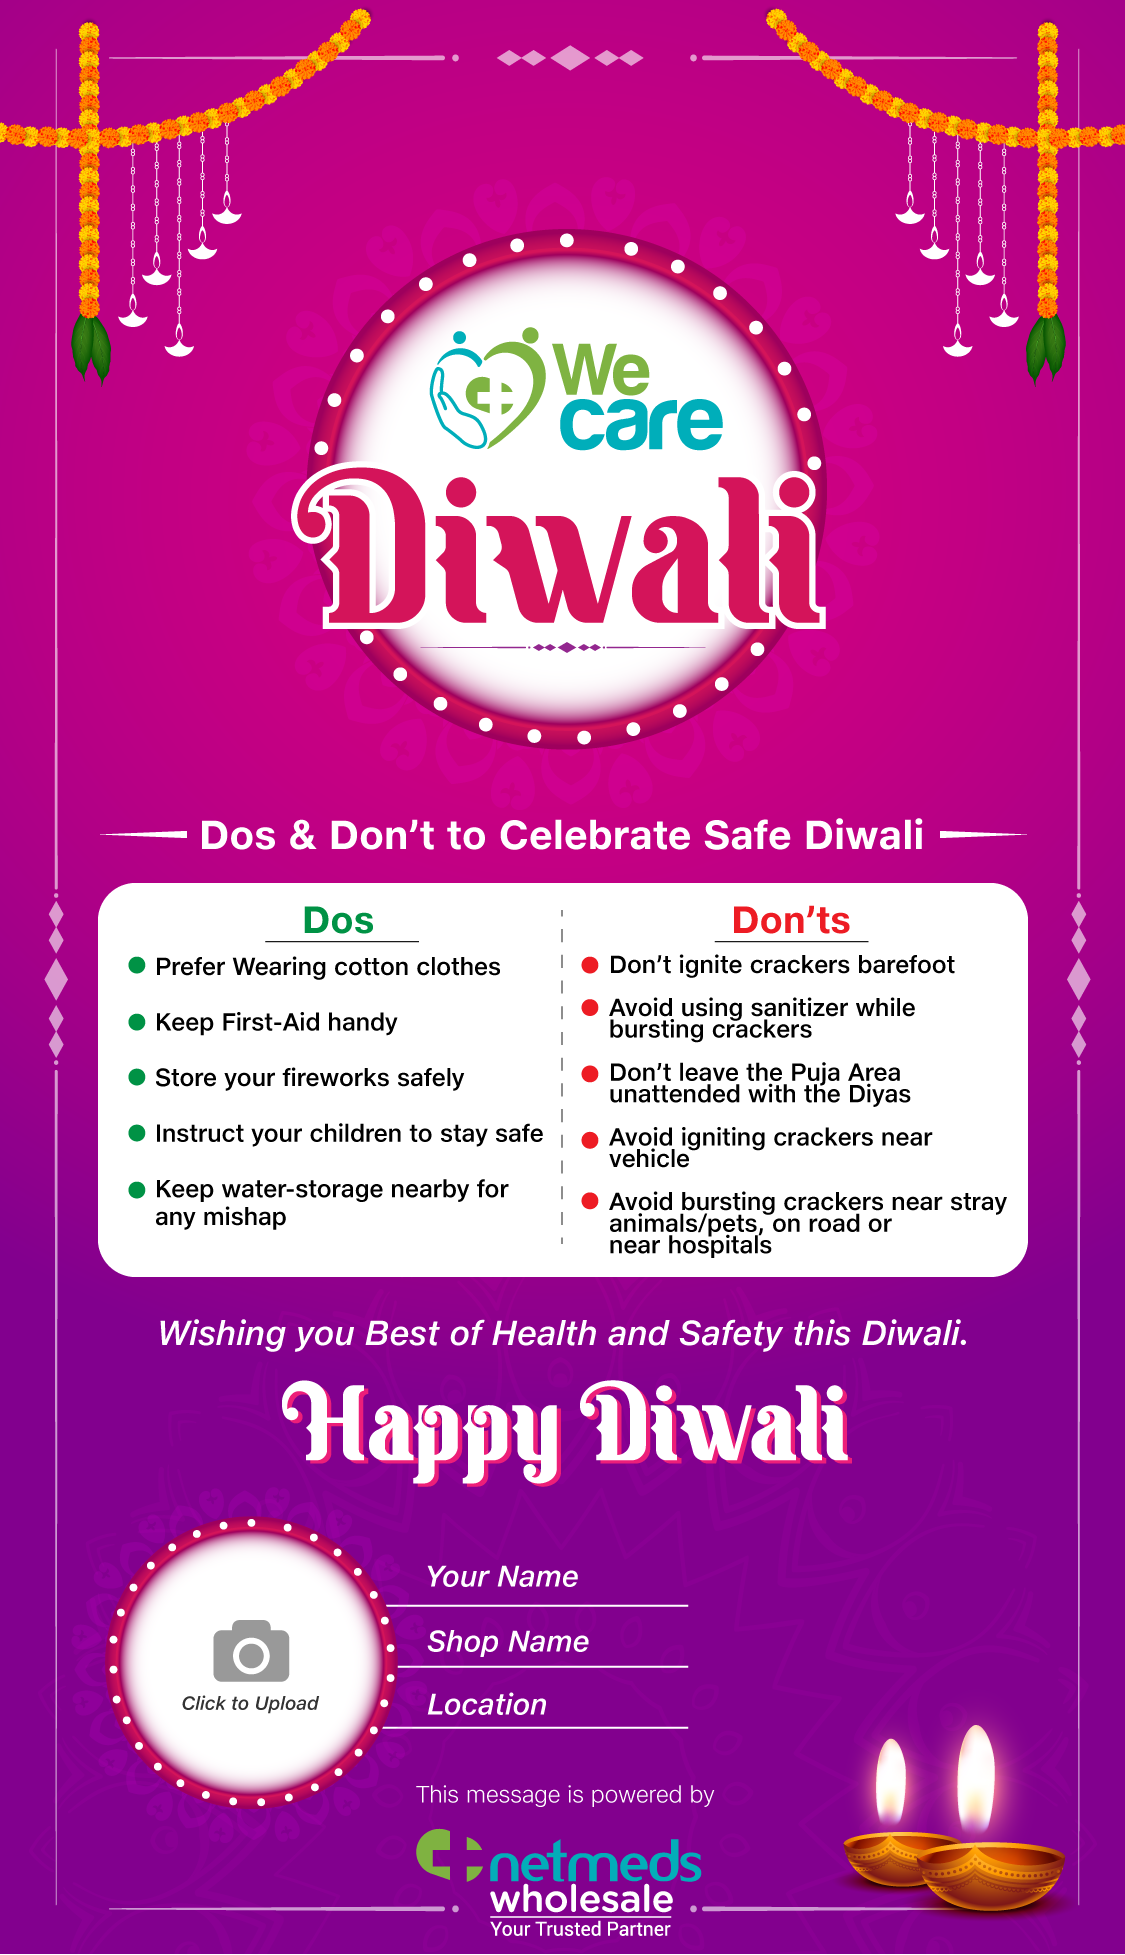 We
care
Diwali
Dos & Don't to Celebrate Safe Diwali
Dos
Prefer Wearing cotton clothes
Keep First-Aid handy
Store your fireworks safely
Instruct your children to stay safe
Keep water-storage nearby for
any mishap
Don'ts
Don't ignite crackers barefoot
Avoid using sanitizer while
bursting crackers
Don't leave the Puja Area
unattended with the Diyas
Avoid igniting crackers near
vehicle
Avoid bursting crackers near stray
animals/pets, on road or
near hospitals
Wishing you Best of Health and Safety this Diwali.
Happy Diwali
Click to Upload
Your Name
Shop Name
Location
This message is powered by
netmeds
wholesale
Your Trusted Partner